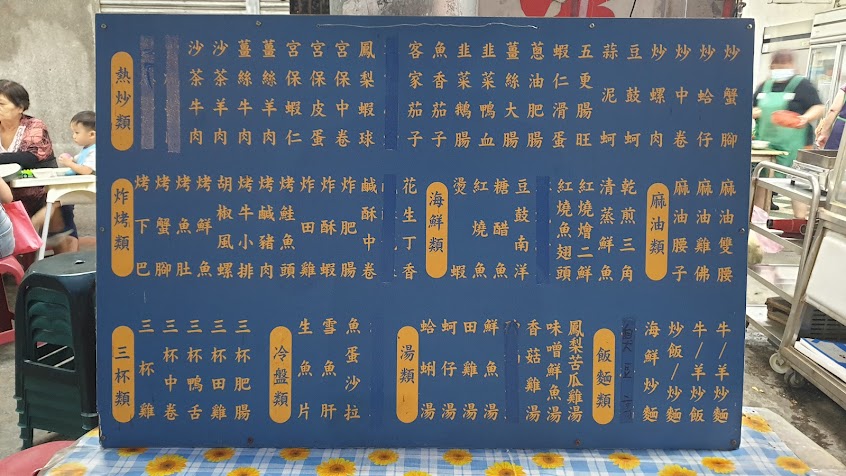 熱炒類
沙茶牛肉
沙茶羊肉
薑絲牛肉
薑絲羊肉
宮保蝦仁
宮保皮蛋
宮保中卷
鳳梨蝦球
客家茄子
魚香茄子
韭菜鵝腸
韭菜鴨血
薑絲大腸
蔥油肥腸
蝦仁滑蛋
五更腸旺
蒜泥蚵
豆鼓蚵
炒螺肉
炒中卷
炒蛤仔
炒蟹腳
炸烤類
烤下巴
烤蟹腳
烤魚肚
烤鮮魚
胡椒風螺
烤牛小排
烤鹹豬肉
烤鮭魚頭
炸田雞
炸酥蝦
炸肥腸
鹹酥中卷
花生丁香
海鮮類
燙蝦
紅燒魚
糖醋魚
豆鼓南洋
紅燒魚翅頭
紅燒燴二鮮
清蒸鮮魚
乾煎三角
麻油類
麻油腰子
麻油雞佛
麻油雙腰
三杯類
三杯雞
三杯中卷
三杯鴨舌
三杯田雞
三杯肥腸
冷盤類
生魚片
雪魚肝
魚蛋沙拉
湯類
蛤蜊湯
蚵仔湯
田雞湯
鮮魚湯
香菇雞湯
味噌鮮魚湯
鳳梨苦瓜雞湯
飯麵類
海鮮炒麵
炒飯/炒麵
牛/羊炒飯
牛/羊炒麵